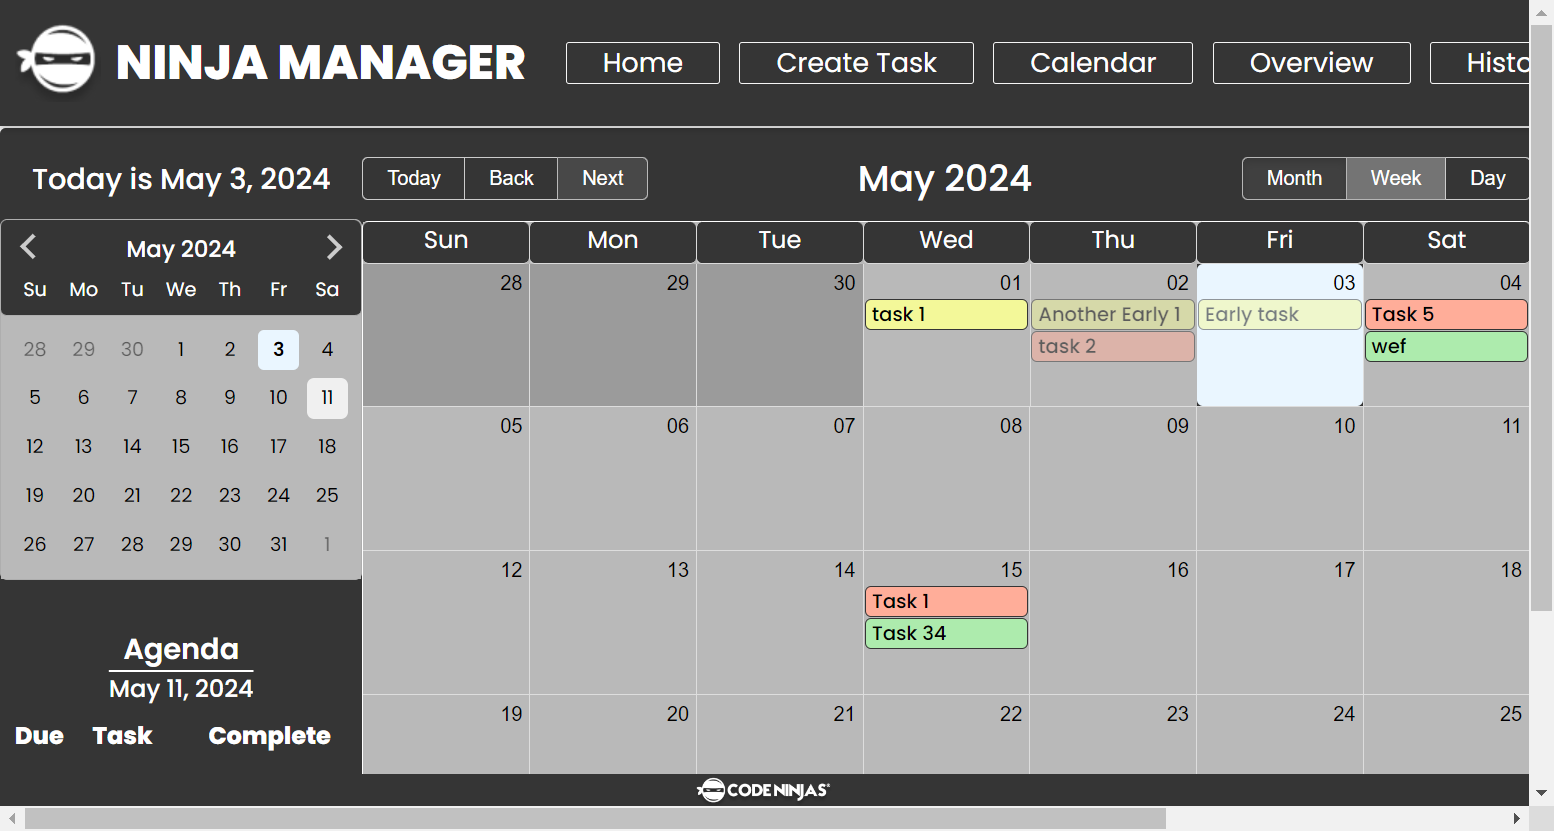 NINJA MANAGER
Home
Create Task
Calendar
Overview
Histo
Today is May 3, 2024
Today
Back
Next
May 2024
Month
Week
Day
May 2024
Su Mo Tu We Th Fr Sa
28 29 30 1 2 3 4
5 6 7 8 9 10 11
12 13 14 15 16 17 18
19 20 21 22 23 24 25
26 27 28 29 30 31 1
Agenda
May 11, 2024
Due Task Complete
Sun Mon Tue Wed Thu Fri Sat
28 29 30 01 02 03 04
task 1 Another Early 1 Early task Task 5
task 2 wef
05 06 07 08 09 10 11
12 13 14 15 16 17 18
Task 1
Task 34
19 20 21 22 23 24 25
CODE NINJAS®